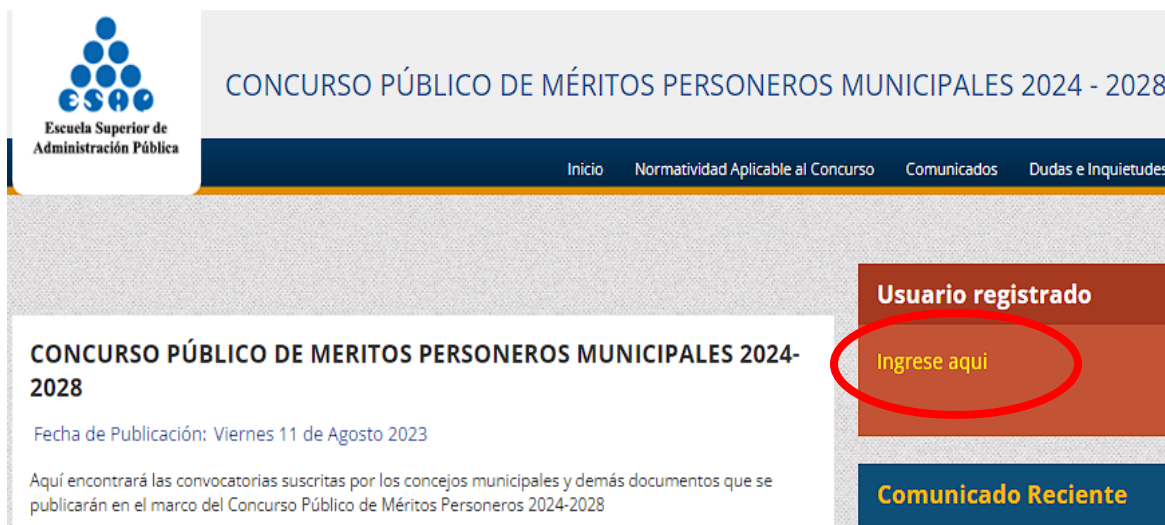 esap
Escuela Superior de
Administración Pública
CONCURSO PÚBLICO DE MÉRITOS PERSONEROS MUNICIPALES 2024 - 2028
Inicio Normatividad Aplicable al Concurso Comunicados Dudas e Inquietudes
Usuario registrado
Ingrese aqui
CONCURSO PÚBLICO DE MERITOS PERSONEROS MUNICIPALES 2024-
2028
Fecha de Publicación: Viernes 11 de Agosto 2023
Aquí encontrará las convocatorias suscritas por los concejos municipales y demás documentos que se
publicarán en el marco del Concurso Público de Méritos Personeros 2024-2028
Comunicado Reciente